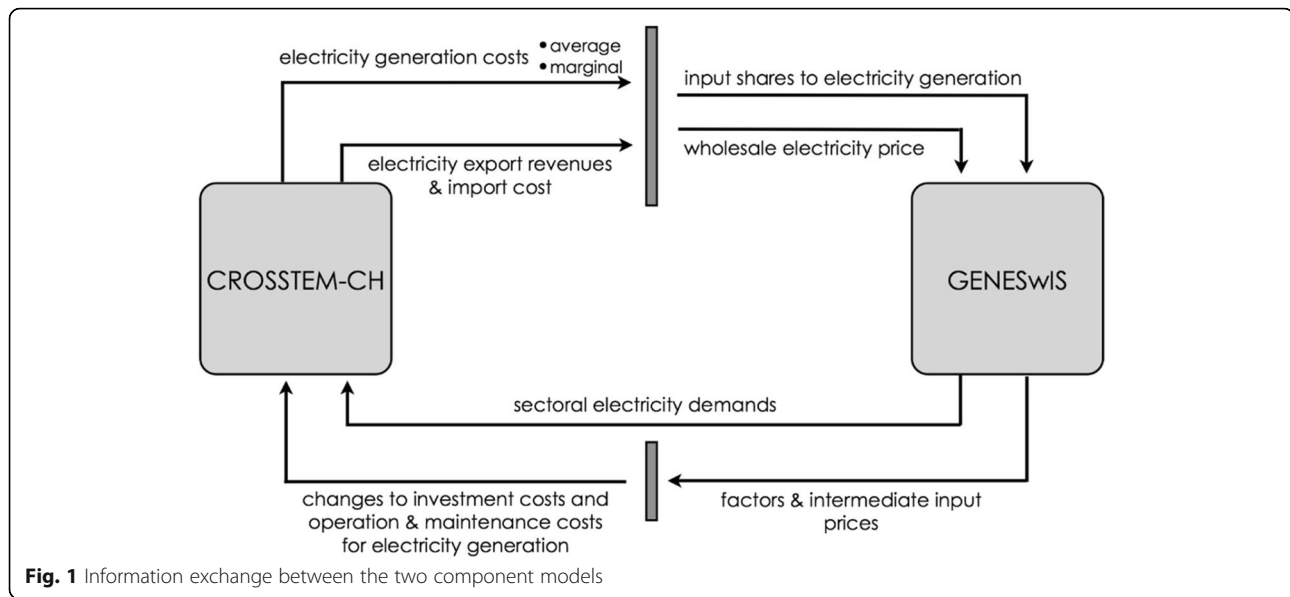 electricity generation costs
• average
• marginal
input shares to electricity generation
wholesale electricity price
electricity export revenues
& import cost
CROSSTEM-CH
GENESwIS
sectoral electricity demands
changes to investment costs and
operation & maintenance costs
for electricity generation
factors & intermediate input
prices
Fig. 1 Information exchange between the two component models